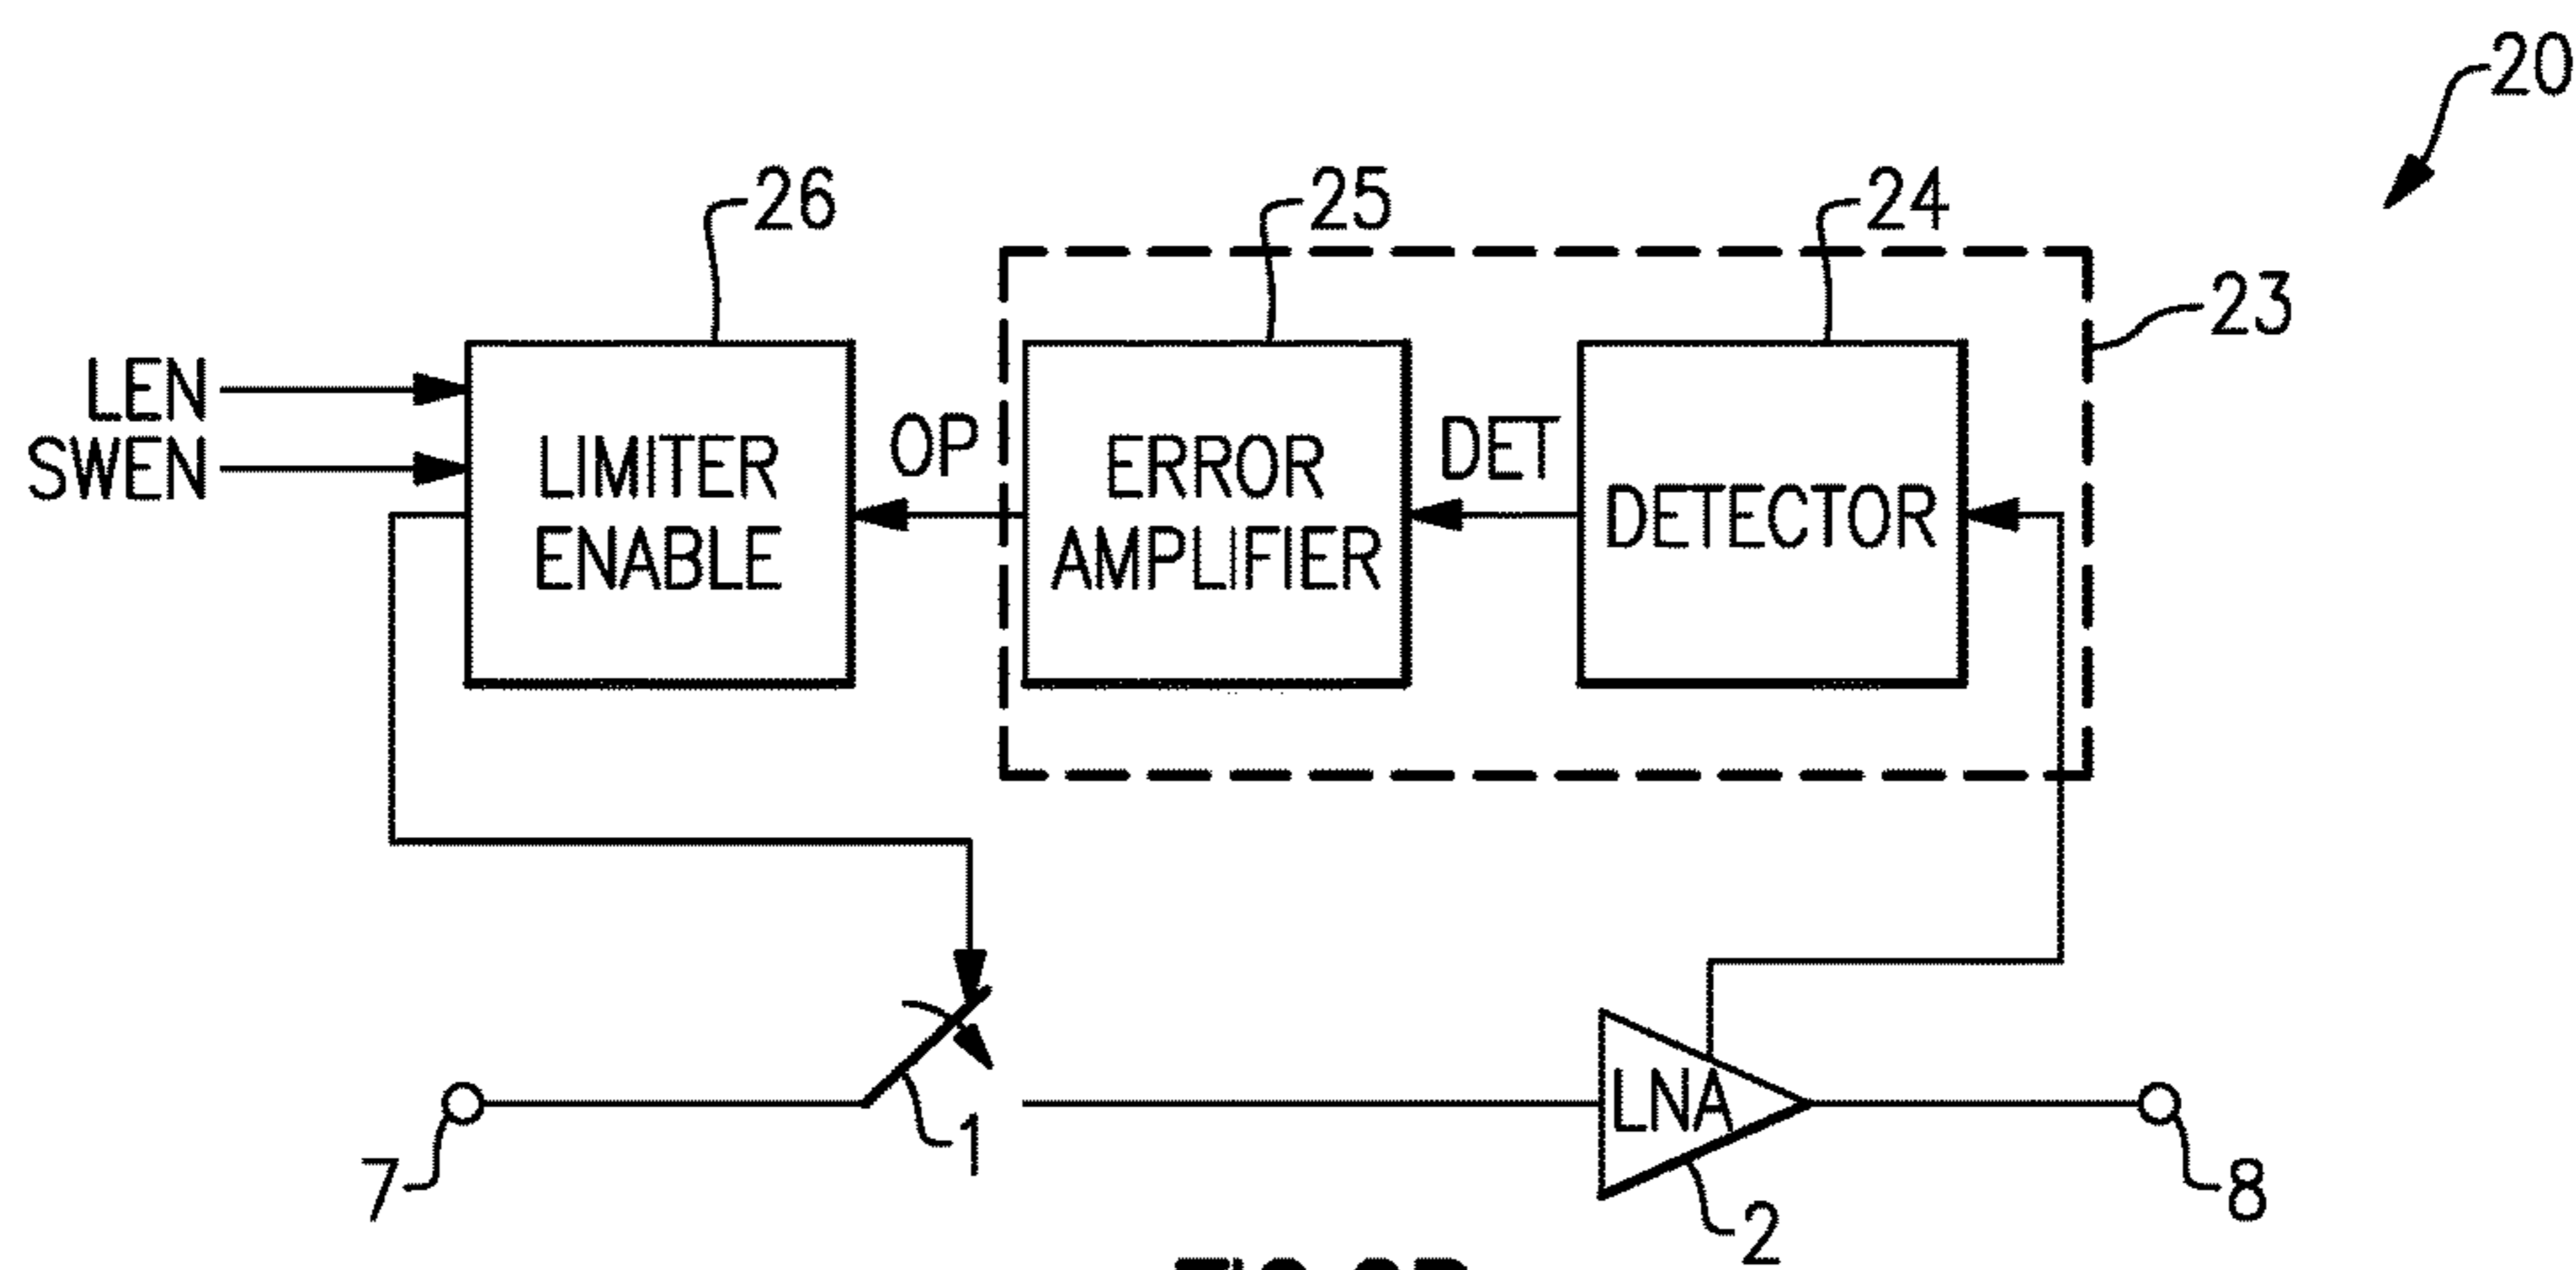 20
26
25
24
23
LEN
SWEN
LIMITER
ENABLE
OP
ERROR
AMPLIFIER
DET
DETECTOR
7
1
LNA
2
8